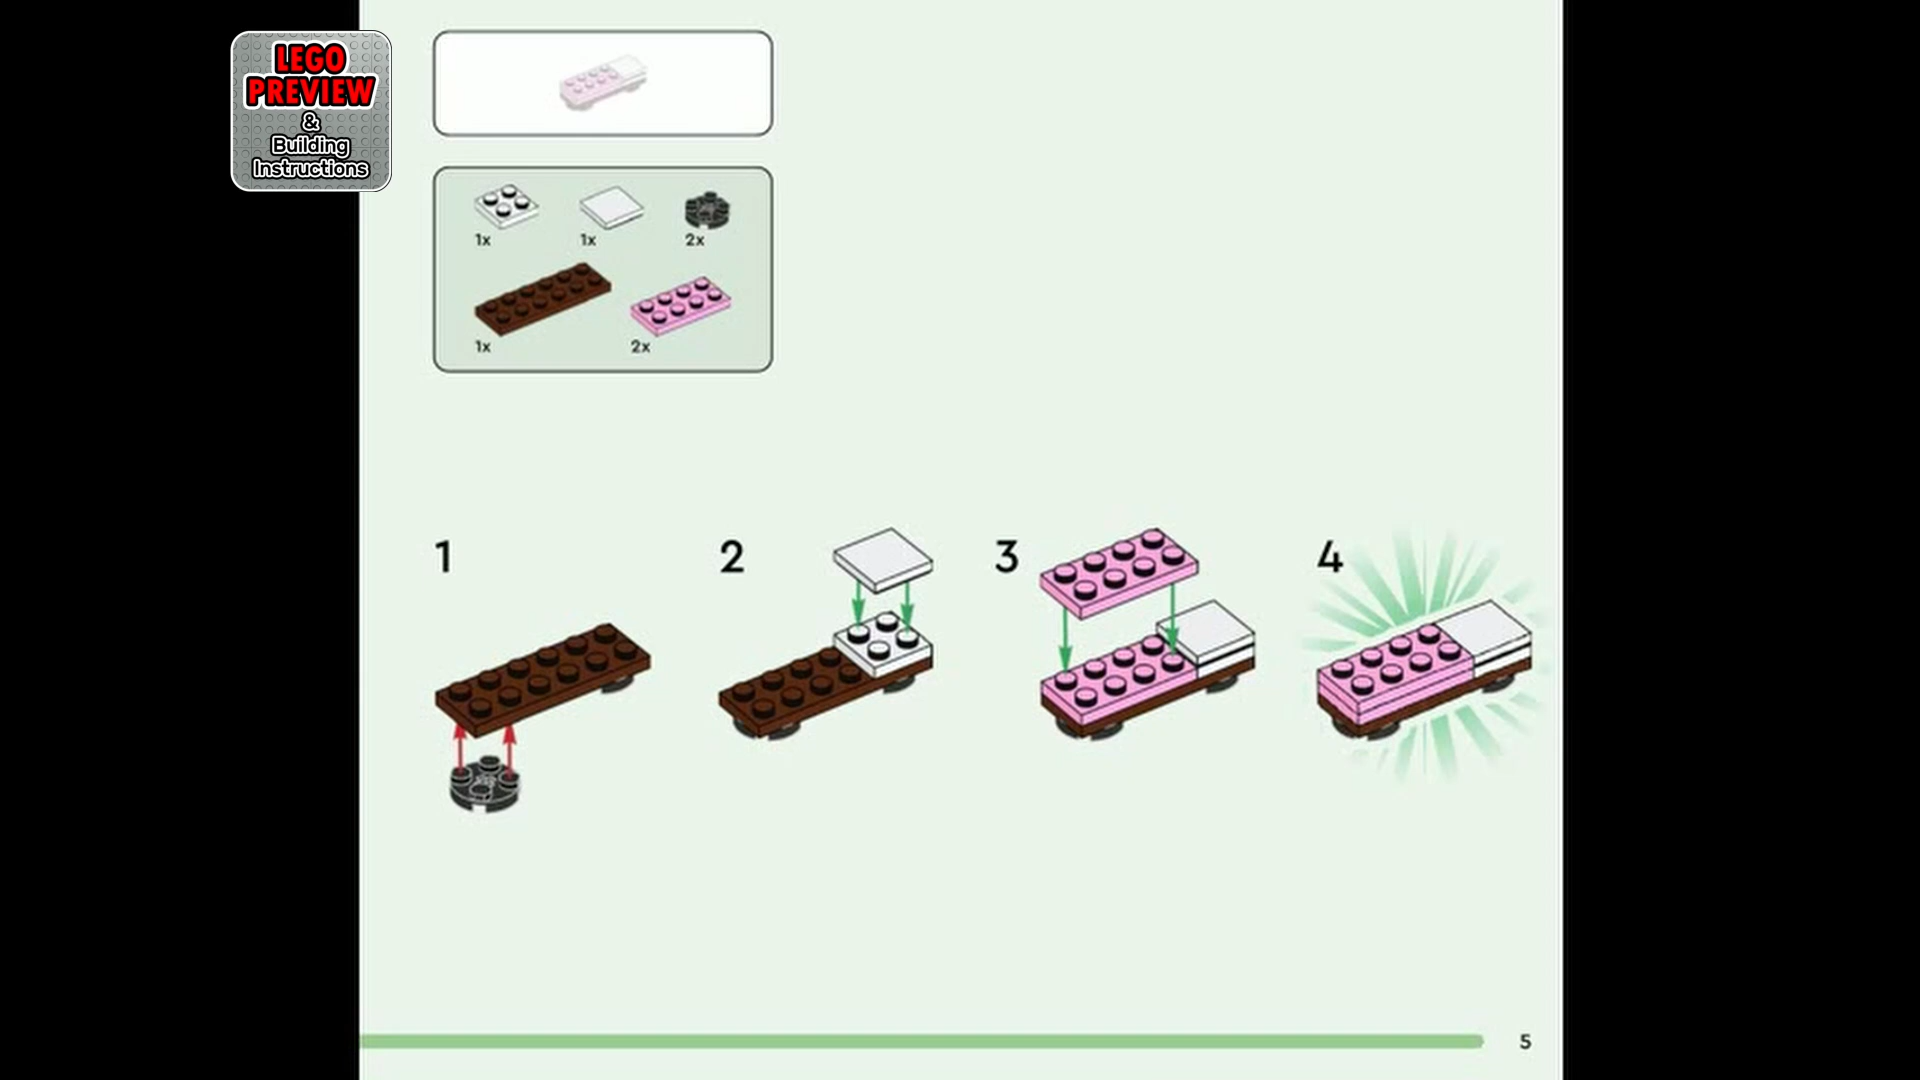 LEGO
PREVIEW
&
Building
Instructions
1x 1x 2x
1x 2x
1 2 3 4
5